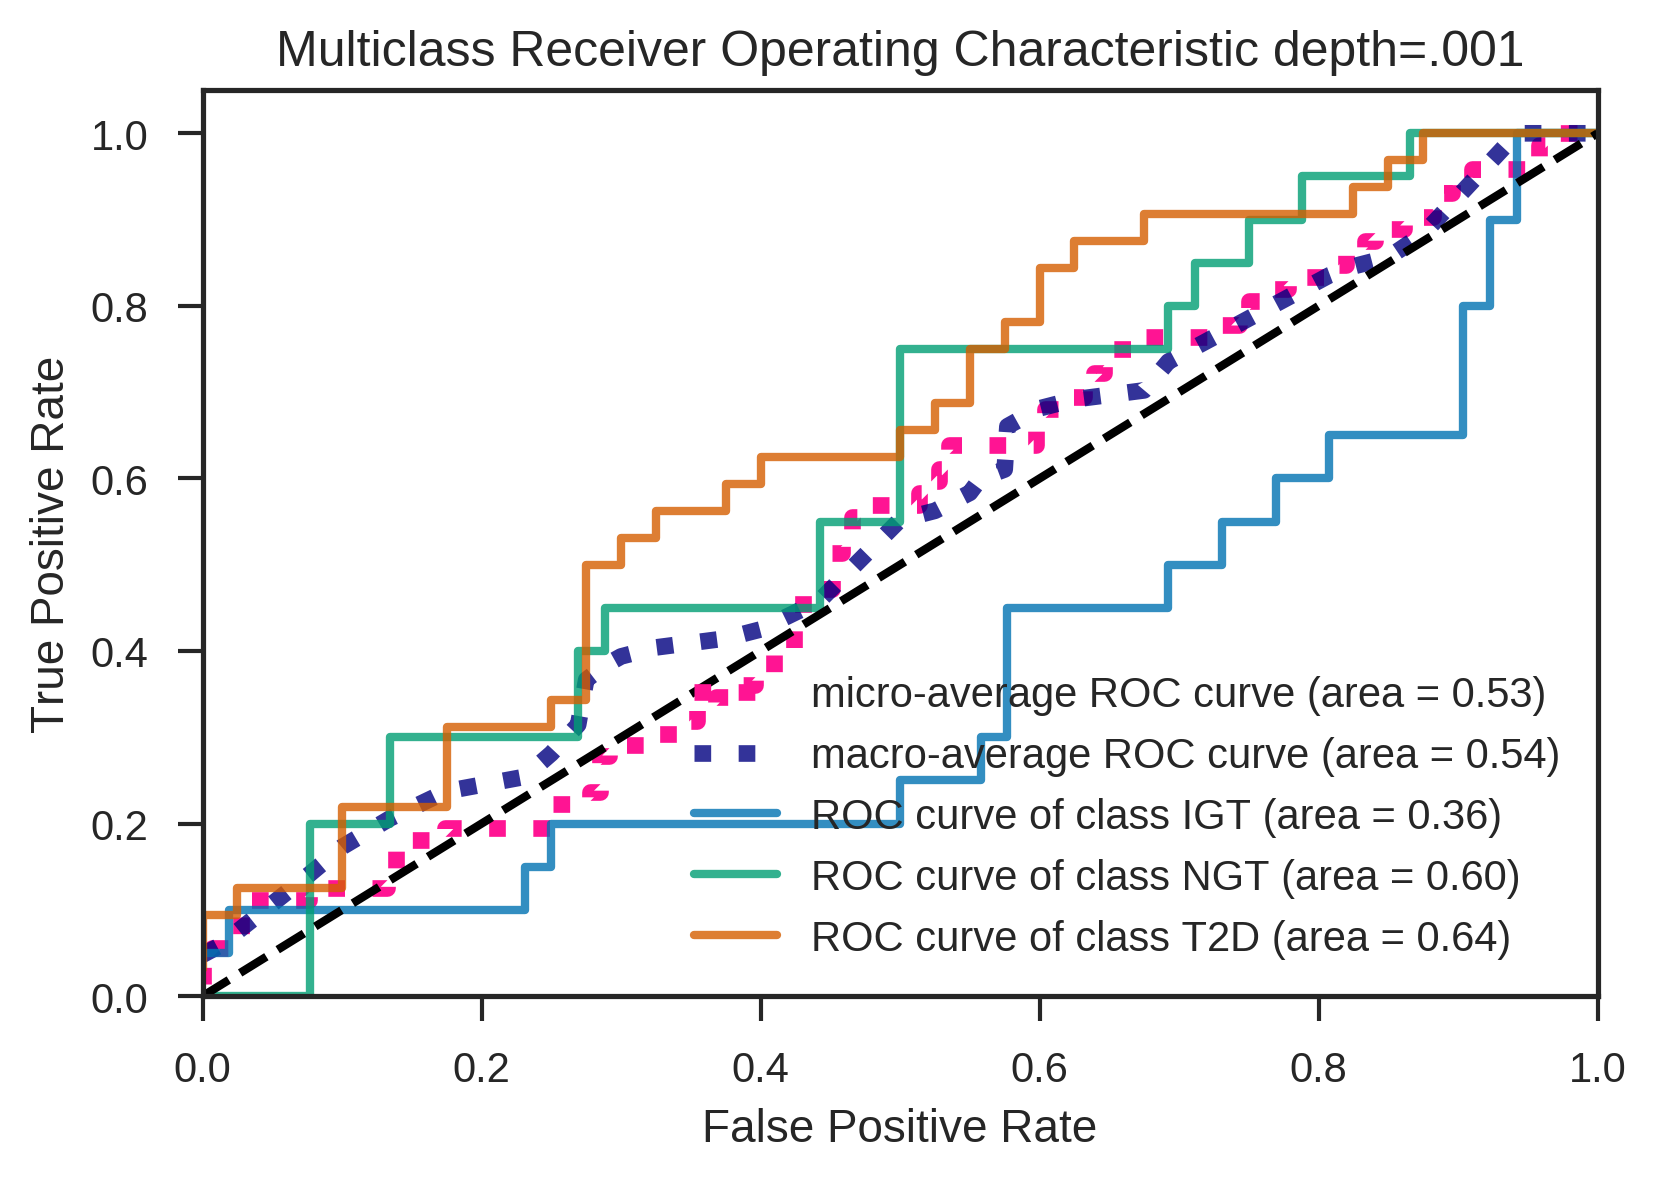 Multiclass Receiver Operating Characteristic depth=.001
True Positive Rate
1.0
0.8
0.6
0.4
0.2
0.0
micro-average ROC curve (area = 0.53)
macro-average ROC curve (area = 0.54)
ROC curve of class IGT (area = 0.36)
ROC curve of class NGT (area = 0.60)
ROC curve of class T2D (area = 0.64)
0.0 0.2 0.4 0.6 0.8 1.0
False Positive Rate